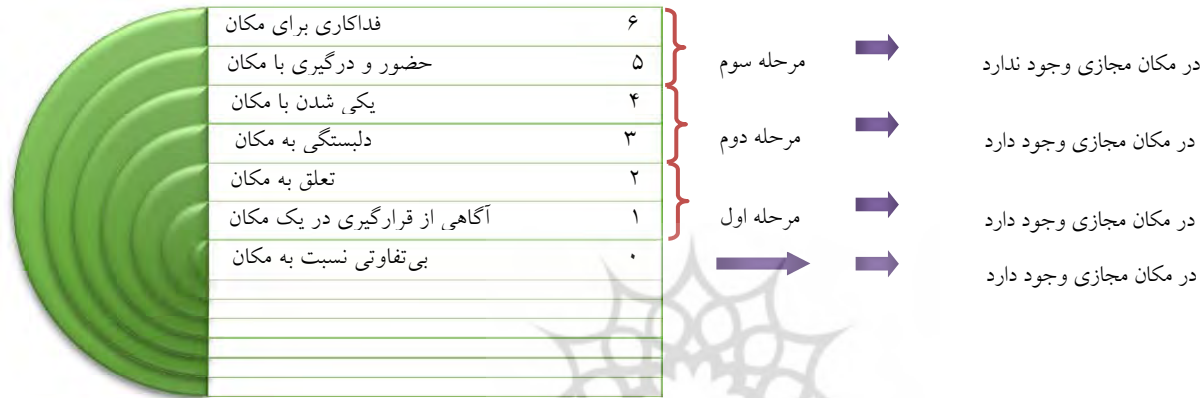 فداکاری برای مکان ۶
حضور و درگیری با مکان ۵
مرحله سوم
در مکان مجازی وجود ندارد
یکی شدن با مکان ۴
دلبستگی به مکان ۳
مرحله دوم
در مکان مجازی وجود دارد
تعلق به مکان ۲
آگاهی از قرارگیری در یک مکان ۱
مرحله اول
در مکان مجازی وجود دارد
بی‌تفاوتی نسبت به مکان ۰
در مکان مجازی وجود دارد